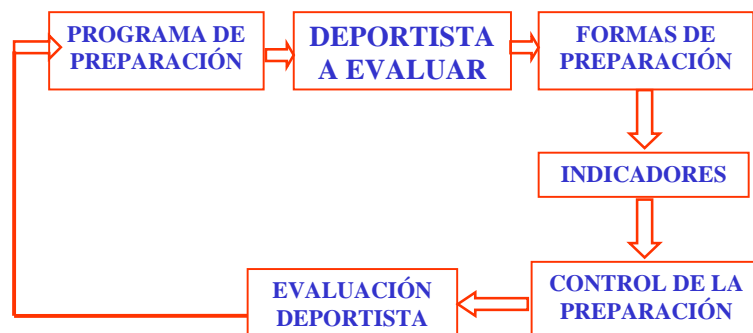 PROGRAMA DE
PREPARACIÓN
DEPORTISTA
A EVALUAR
FORMAS DE
PREPARACIÓN
INDICADORES
CONTROL DE LA
PREPARACIÓN
EVALUACIÓN
DEPORTISTA